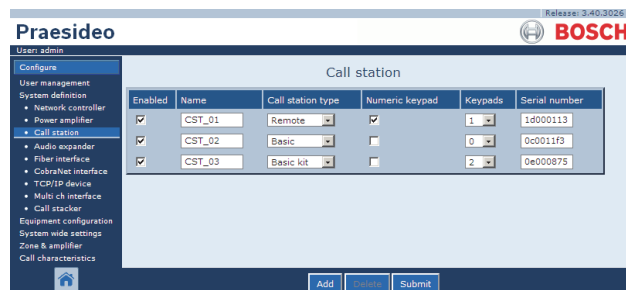 Release: 3.40.3026
Praesideo
BOSCH
User: admin
Configure
User management
System definition
• Network controller
• Power amplifier
• Call station
• Audio expander
• Fiber interface
• CobraNet interface
• TCP/IP device
• Multi ch interface
• Call stacker
Equipment configuration
System wide settings
Zone & amplifier
Call characteristics
Call station
Enabled Name Call station type Numeric keypad Keypads Serial number
CST_01 Remote 1 1d000113
CST_02 Basic 0 0c0011f3
CST_03 Basic kit 2 0e000875
Add Delete Submit